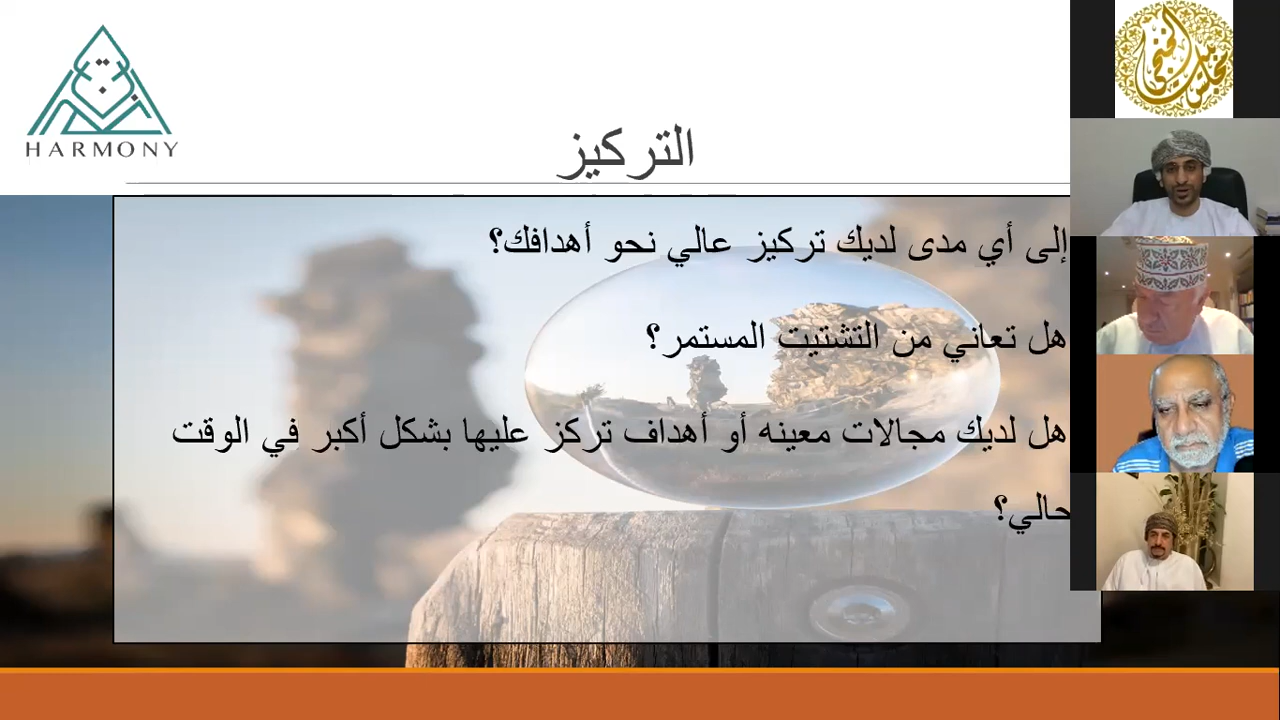 HARMONY
التركيز
إلى أي مدى لديك تركيز عالي نحو أهدافك؟
هل تعاني من التشتيت المستمر؟
هل لديك مجالات معينه أو أهداف تركز عليها بشكل أكبر في الوقت
حالي؟